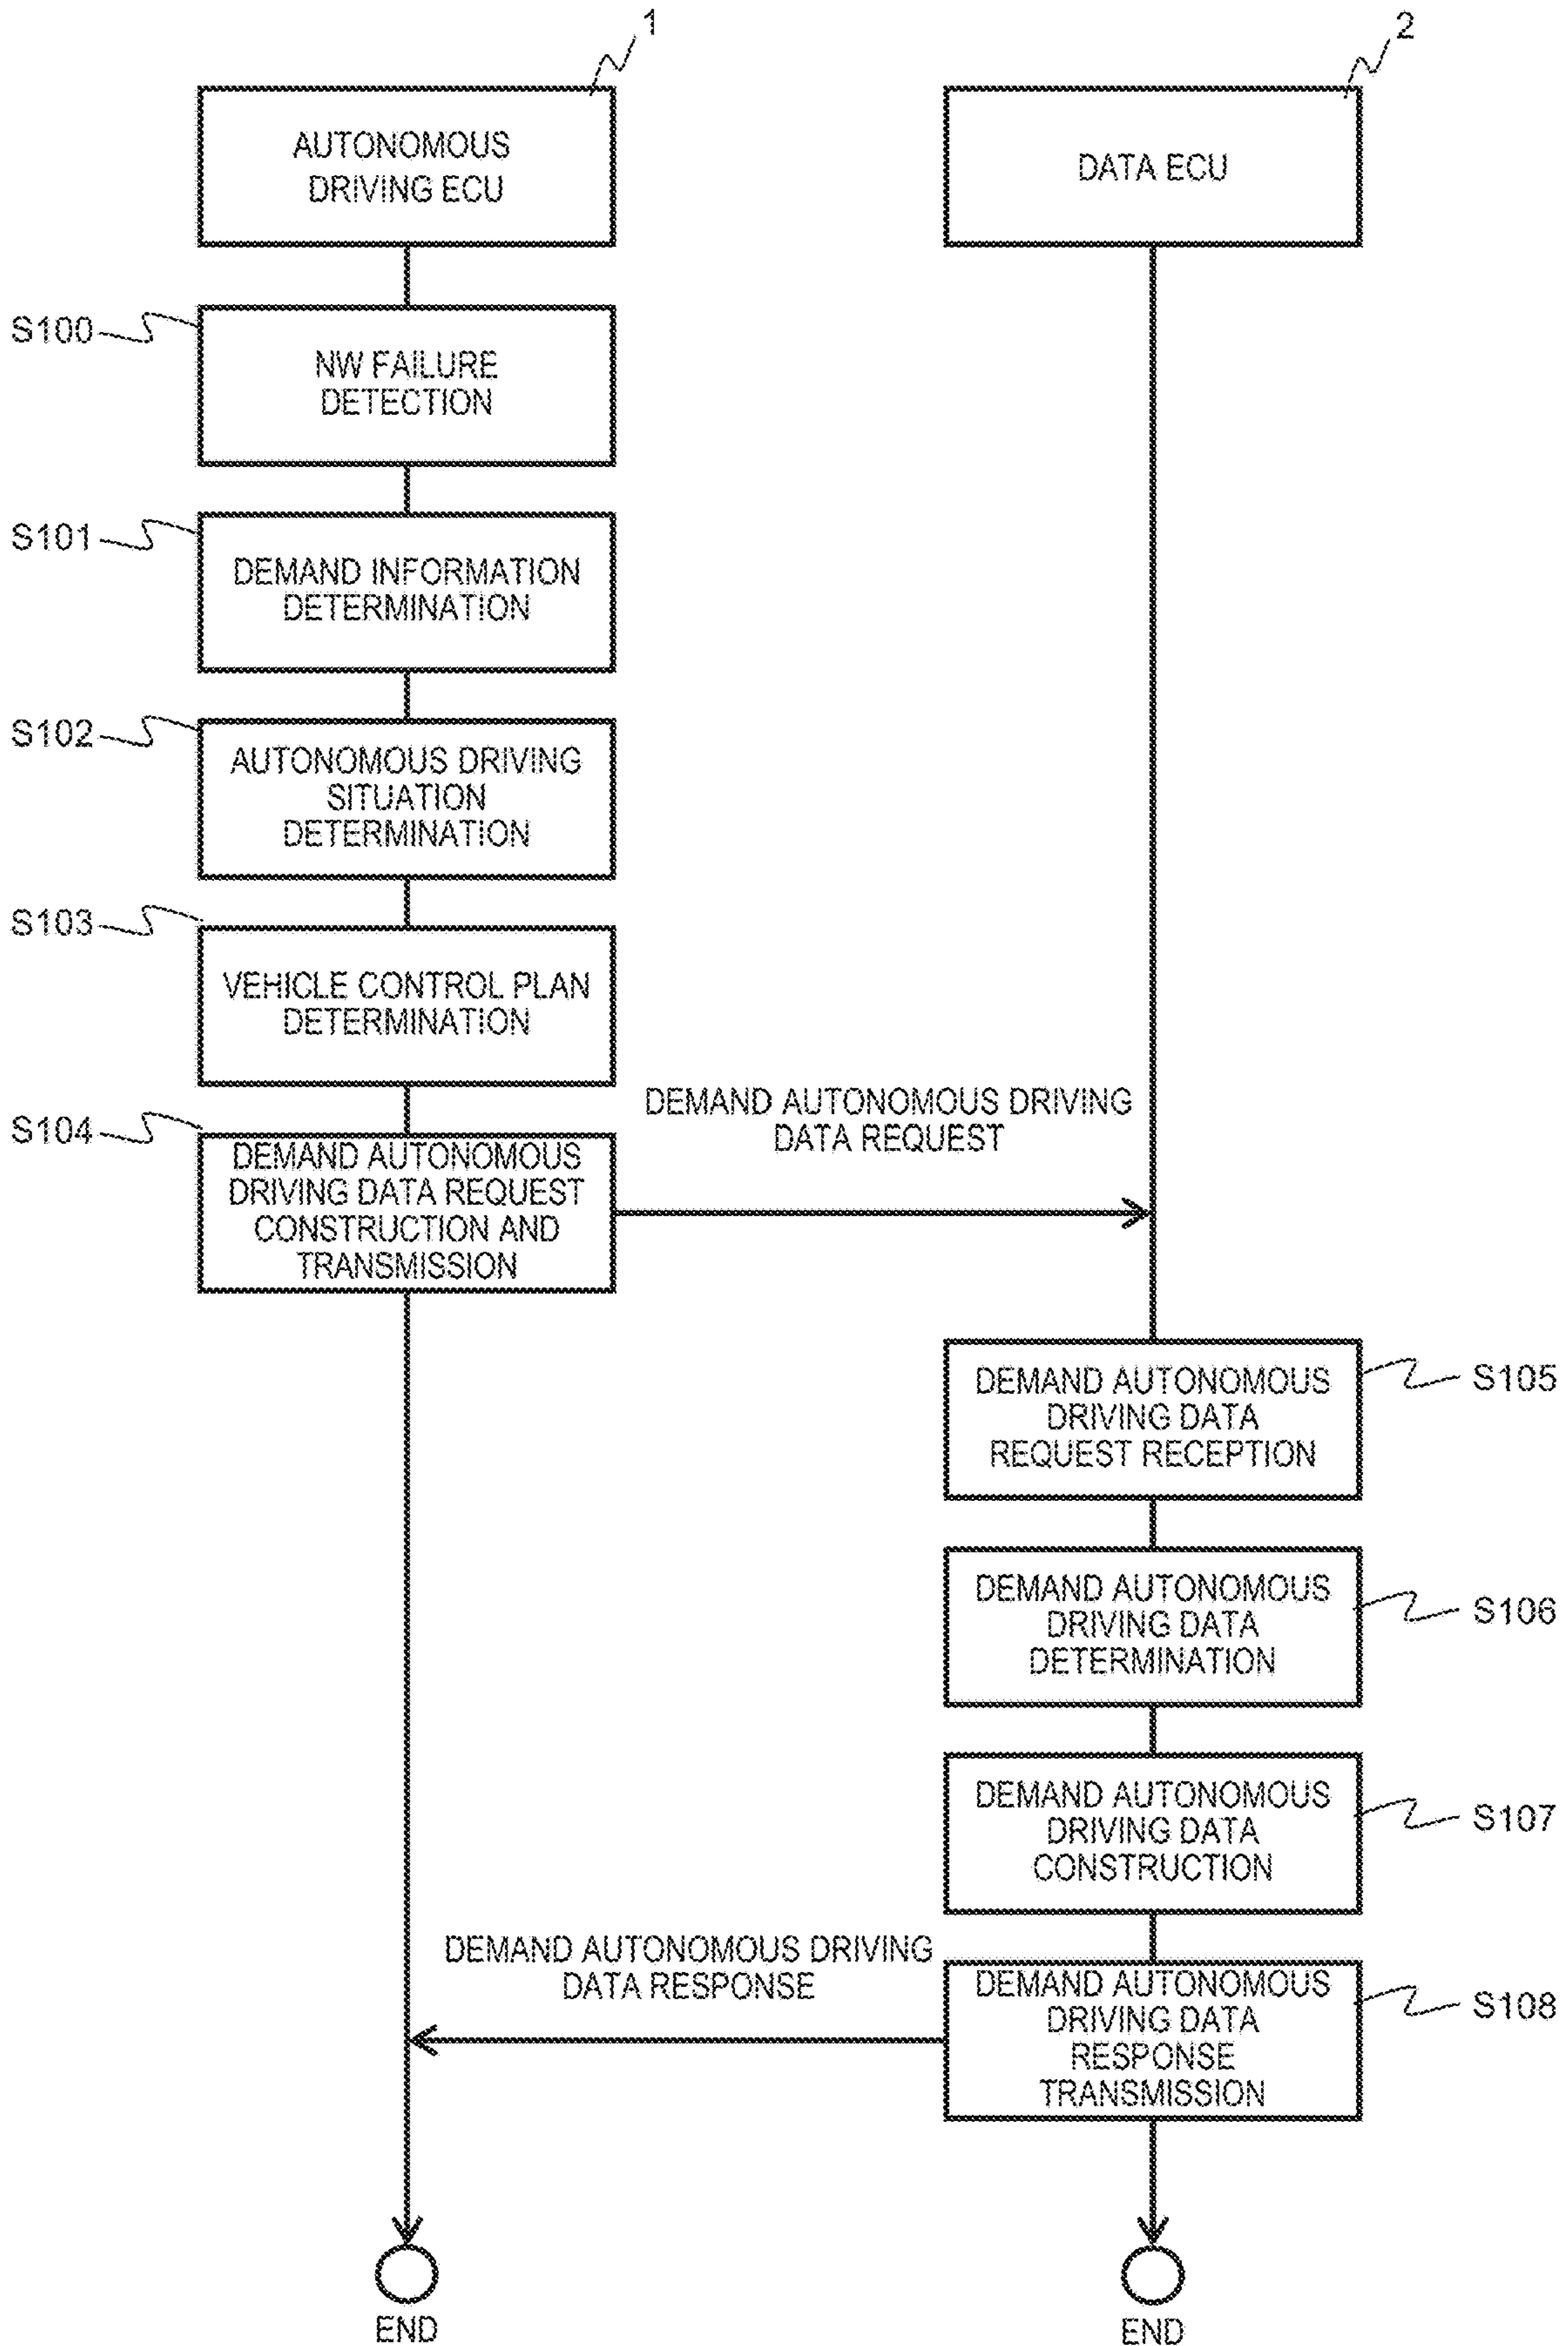 1
2
AUTONOMOUS
DRIVING ECU
DATA ECU
S100
NW FAILURE
DETECTION
S101
DEMAND INFORMATION
DETERMINATION
S102
AUTONOMOUS DRIVING
SITUATION
DETERMINATION
S103
VEHICLE CONTROL PLAN
DETERMINATION
S104
DEMAND AUTONOMOUS
DRIVING DATA REQUEST
CONSTRUCTION AND
TRANSMISSION
DEMAND AUTONOMOUS DRIVING
DATA REQUEST
DEMAND AUTONOMOUS
DRIVING DATA
REQUEST RECEPTION
S105
DEMAND AUTONOMOUS
DRIVING DATA
DETERMINATION
S106
DEMAND AUTONOMOUS
DRIVING DATA
CONSTRUCTION
S107
DEMAND AUTONOMOUS DRIVING
DATA RESPONSE
DEMAND AUTONOMOUS
DRIVING DATA
RESPONSE
TRANSMISSION
S108
END
END